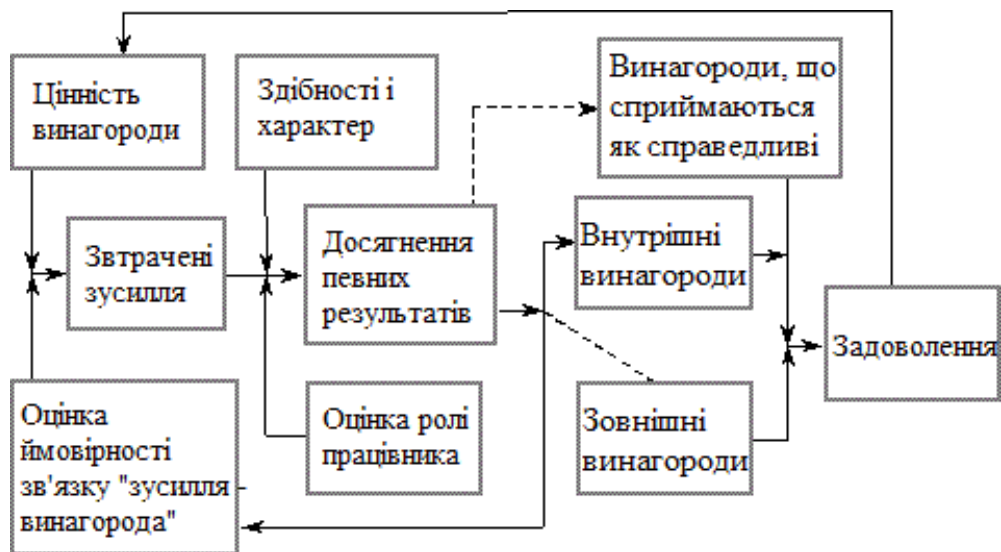 Цінність
винагороди
Здібності і
характер
Винагороди, що
сприймаються
як справедливі
Звтрачені
зусилля
Досягнення
певних
результатів
Внутрішні
винагороди
Задоволення
Оцінка
ймовірності
зв'язку "зусилля -
винагорода"
Оцінка ролі
працівника
Зовнішні
винагороди